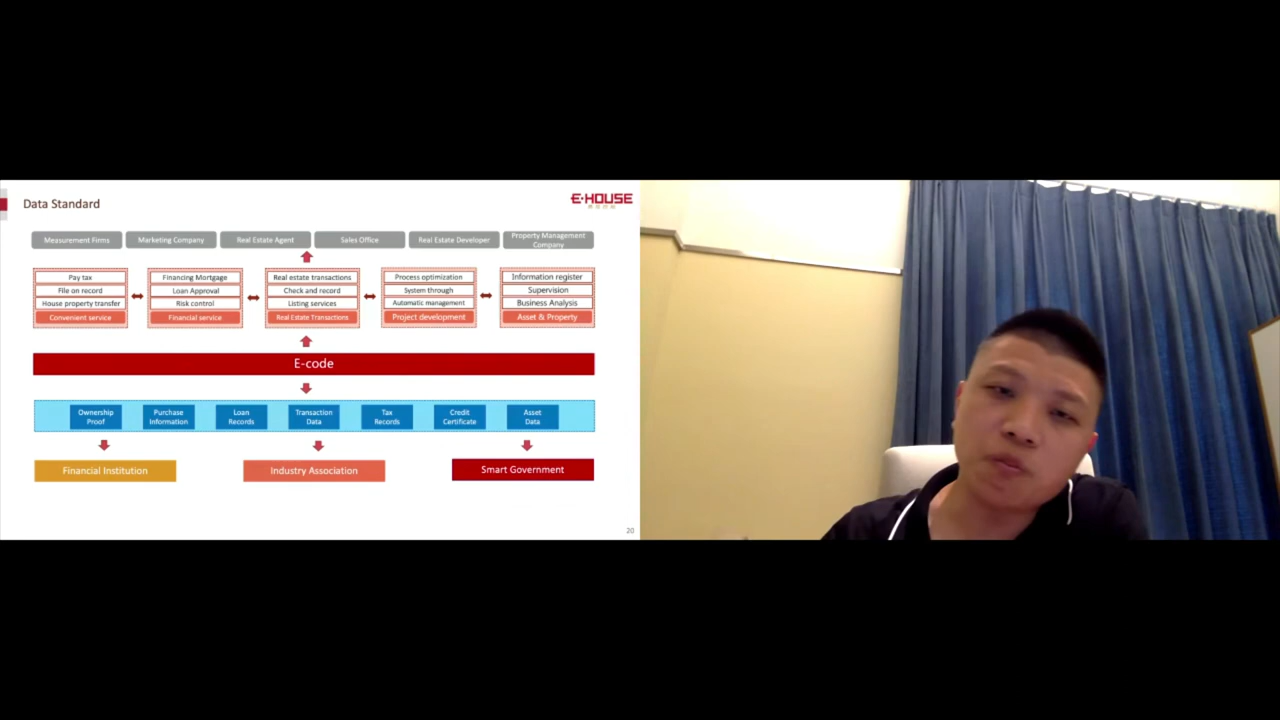 Data Standard
E·HOUSE
Measurement Firms
Marketing Company
Real Estate Agent
Sales Office
Real Estate Developer
Property Management
Company
Pay tax
File on record
House property transfer
Convenient service
Financing Mortgage
Loan Approval
Risk control
Financial service
Real estate transactions
Check and record
Listing services
Real Estate Transactions
Process optimization
System through
Automatic management
Project development
Information register
Supervision
Business Analysis
Asset & Property
E-code
Ownership
Proof
Purchase
Information
Loan
Records
Transaction
Data
Tax
Records
Credit
Certificate
Asset
Data
Financial Institution
Industry Association
Smart Government
20